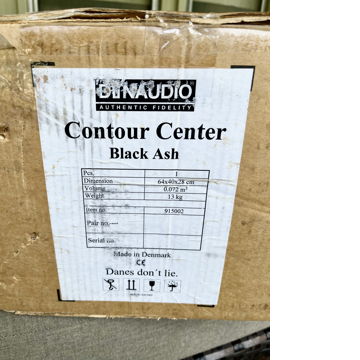 DYNAUDIO
AUTHENTIC FIDELITY
Contour Center
Black Ash
Pcs. 1
Dimension 64x40x28 cm
Volume 0.072 m³
Weight 13 kg
Item no. 915002
Pair no.---
Serial no.
Made in Denmark
CE
Danes don´t lie.